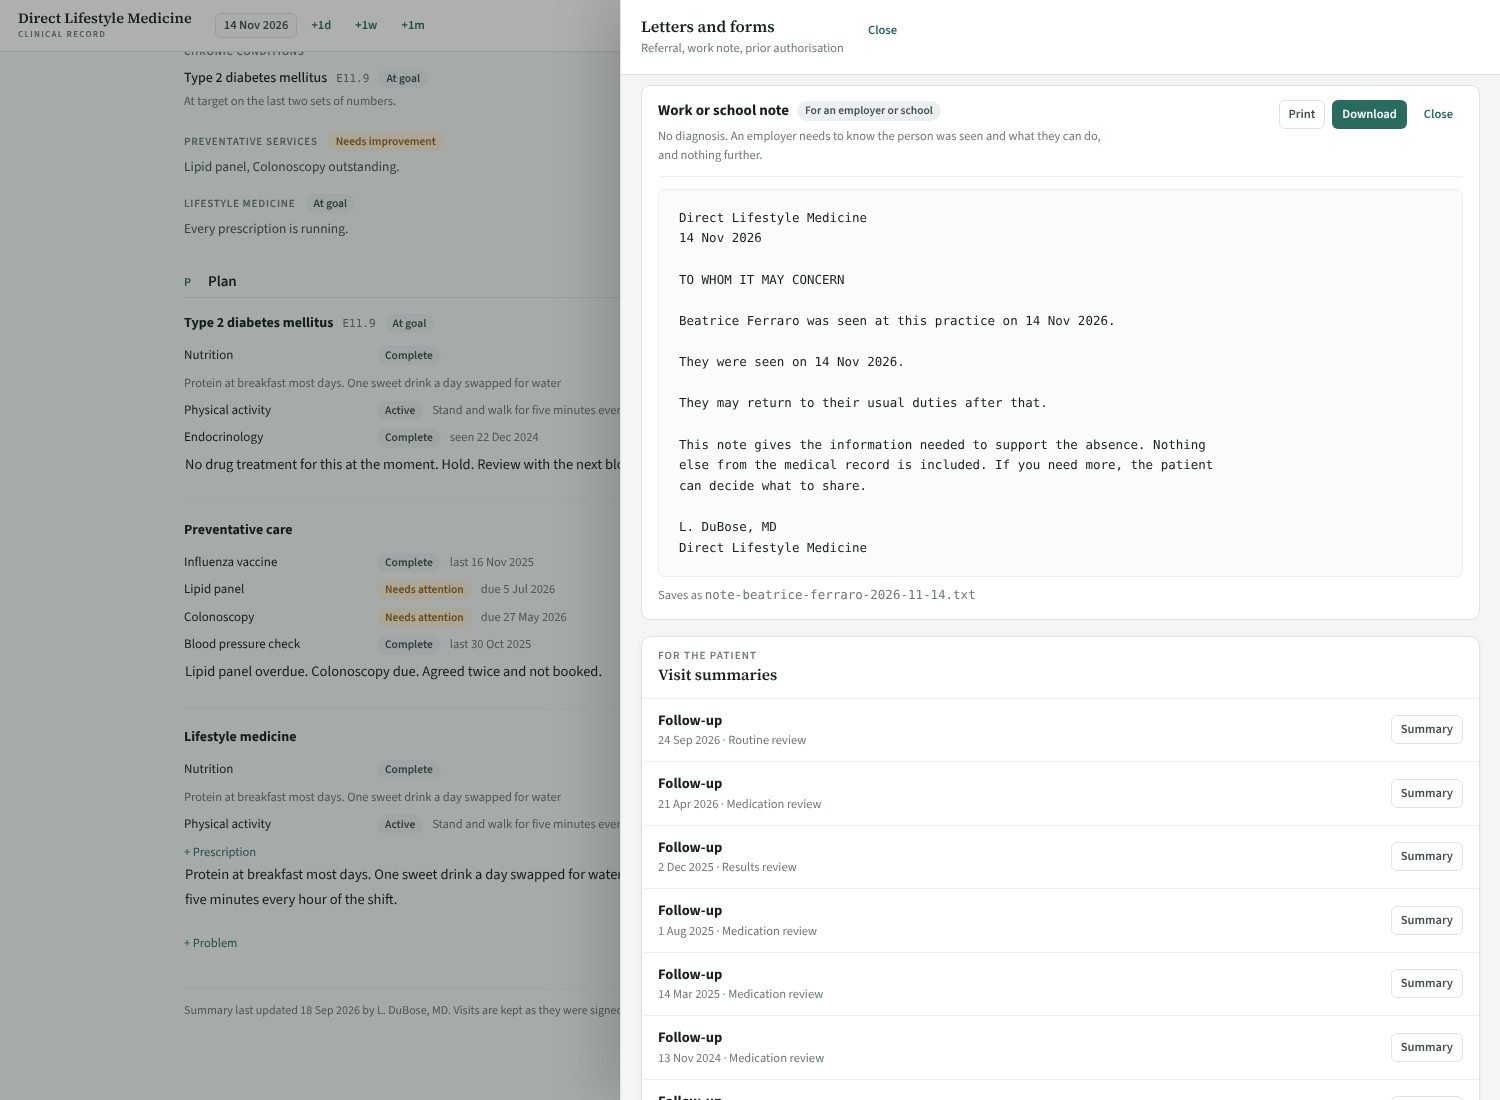 Direct Lifestyle Medicine
CLINICAL RECORD
14 Nov 2026 +1d +1w +1m
CHRONIC CONDITIONS
Type 2 diabetes mellitus E11.9 At goal
At target on the last two sets of numbers.
PREVENTATIVE SERVICES Needs improvement
Lipid panel, Colonoscopy outstanding.
LIFESTYLE MEDICINE At goal
Every prescription is running.
P Plan
Type 2 diabetes mellitus E11.9 At goal
Nutrition Complete
Protein at breakfast most days. One sweet drink a day swapped for water
Physical activity Active Stand and walk for five minutes ever
Endocrinology Complete seen 22 Dec 2024
No drug treatment for this at the moment. Hold. Review with the next blo
Preventative care
Influenza vaccine Complete last 16 Nov 2025
Lipid panel Needs attention due 5 Jul 2026
Colonoscopy Needs attention due 27 May 2026
Blood pressure check Complete last 30 Oct 2025
Lipid panel overdue. Colonoscopy due. Agreed twice and not booked.
Lifestyle medicine
Nutrition Complete
Protein at breakfast most days. One sweet drink a day swapped for water
Physical activity Active Stand and walk for five minutes ever
+ Prescription
Protein at breakfast most days. One sweet drink a day swapped for water
five minutes every hour of the shift.
+ Problem
Summary last updated 18 Sep 2026 by L. DuBose, MD. Visits are kept as they were signed
Letters and forms
Referral, work note, prior authorisation
Close
Work or school note For an employer or school
No diagnosis. An employer needs to know the person was seen and what they can do,
and nothing further.
Print Download Close
Direct Lifestyle Medicine
14 Nov 2026
TO WHOM IT MAY CONCERN
Beatrice Ferraro was seen at this practice on 14 Nov 2026.
They were seen on 14 Nov 2026.
They may return to their usual duties after that.
This note gives the information needed to support the absence. Nothing
else from the medical record is included. If you need more, the patient
can decide what to share.
L. DuBose, MD
Direct Lifestyle Medicine
Saves as note-beatrice-ferraro-2026-11-14.txt
FOR THE PATIENT
Visit summaries
Follow-up
24 Sep 2026 · Routine review
Summary
Follow-up
21 Apr 2026 · Medication review
Summary
Follow-up
2 Dec 2025 · Results review
Summary
Follow-up
1 Aug 2025 · Medication review
Summary
Follow-up
14 Mar 2025 · Medication review
Summary
Follow-up
13 Nov 2024 · Medication review
Summary
Follow-up